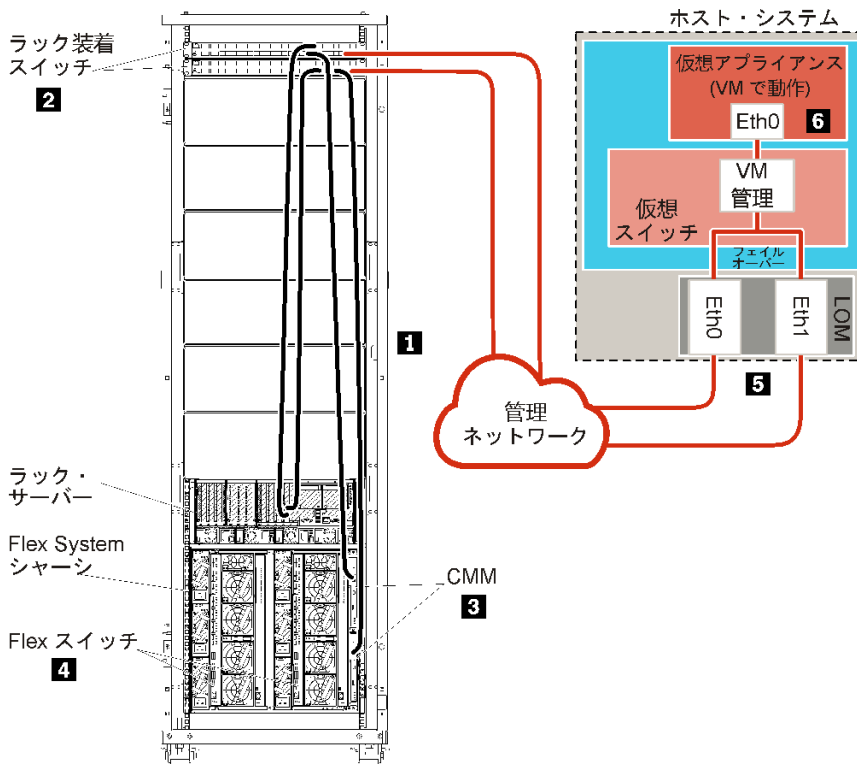 ラック装着
スイッチ
2
1
ラック・
サーバー
Flex System
シャーシ
Flex スイッチ
4
CMM
3
管理
ネットワーク
ホスト・システム
仮想アプライアンス
(VM で動作)
Eth0
6
VM
管理
仮想
スイッチ
フェイル
オーバー
Eth0
Eth1
LOM
5